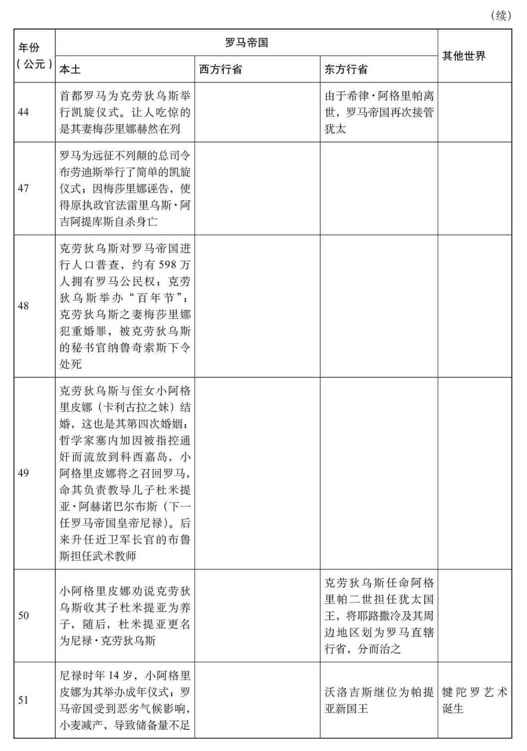 (续)
年份
(公元)
罗马帝国
其他世界
本土
西方行省
东方行省
44
首都罗马为克劳狄乌斯举
行凯旋仪式。让人吃惊的
是其妻梅莎里娜赫然在列
由于希律·阿格里帕离
世,罗马帝国再次接管
犹太
47
罗马为远征不列颠的总司令
布劳迪斯举行了简单的凯旋
仪式;因梅莎里娜诬告,使
得原执政官法雷里乌斯·阿
吉阿提库斯自杀身亡
48
克劳狄乌斯对罗马帝国进
行人口普查,约有 598 万
人拥有罗马公民权;克劳
狄乌斯举办“百年节”;
克劳狄乌斯之妻梅莎里娜
犯重婚罪,被克劳狄乌斯
的秘书官纳鲁奇索斯下令
处死
49
克劳狄乌斯与侄女小阿格
里皮娜(卡利古拉之妹)结
婚,这也是其第四次婚姻;
哲学家塞内加因被指控通
奸而流放到科西嘉岛,小
阿格里皮娜将之召回罗马,
命其负责教导儿子杜米提
亚·阿赫诺巴尔布斯(下一
任罗马帝国皇帝尼禄)。后
来升任近卫军长官的布鲁
斯担任武术教师
50
小阿格里皮娜劝说克劳狄
乌斯收其子杜米提亚为养
子,随后,杜米提亚更名
为尼禄·克劳狄乌斯
克劳狄乌斯任命阿格
里帕二世担任犹太国
王,将耶路撒冷及其周
边地区划为罗马直辖
行省,分而治之
51
尼禄时年 14 岁,小阿格里
皮娜为其举办成年仪式;罗
马帝国受到恶劣气候影响,
小麦减产,导致储备量不足
沃洛吉斯继位为帕提
亚新国王
犍陀罗艺术
诞生